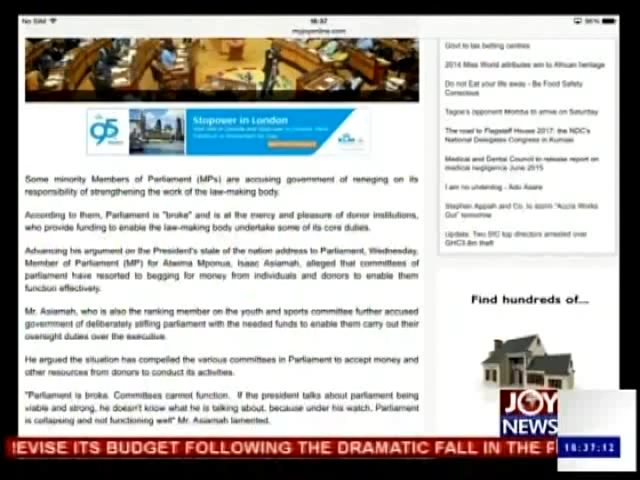 No SIM
18:37
96%
myjoyonline.com
Govt to tax betting centres
2014 Miss World attributes win to African heritage
Do not Eat your life away - Be Food Safety
Conscious
Tagoe's opponent Momba to arrive on Saturday
The road to Flagstaff House 2017: the NDC's
National Delegates Congress in Kumasi
Medical and Dental Council to release report on
medical negligence June 2015
I am no underdog - Adu Asare
Stephen Appiah and Co. to storm "Accra Works
Out" tomorrow
Update: Two SIC top directors arrested over
GHC3.8m theft
95
Stopover in London
KLM
Some minority Members of Parliament (MPs) are accusing government of reneging on its
responsibility of strengthening the work of the law-making body.
According to them, Parliament is "broke" and is at the mercy and pleasure of donor institutions,
who provide funding to enable the law-making body undertake some of its core duties.
Advancing his argument on the President's state of the nation address to Parliament, Wednesday,
Member of Parliament (MP) for Atwima Mponua, Isaac Asiamah, alleged that committees of
parliament have resorted to begging for money from individuals and donors to enable them
function effectively.
Mr. Asiamah, who is also the ranking member on the youth and sports committee further accused
government of deliberately stifling parliament with the needed funds to enable them carry out their
oversight duties over the executive.
He argued the situation has compelled the various committees in Parliament to accept money and
other resources from donors to conduct its activities.
"Parliament is broke. Committees cannot function. If the president talks about parliament being
viable and strong, he doesn't know what he is talking about, because under his watch, Parliament
is collapsing and not functioning well" Mr. Asiamah lamented.
Find hundreds of...
JOY
NEWS
EVISE ITS BUDGET FOLLOWING THE DRAMATIC FALL IN THE
18:37:12